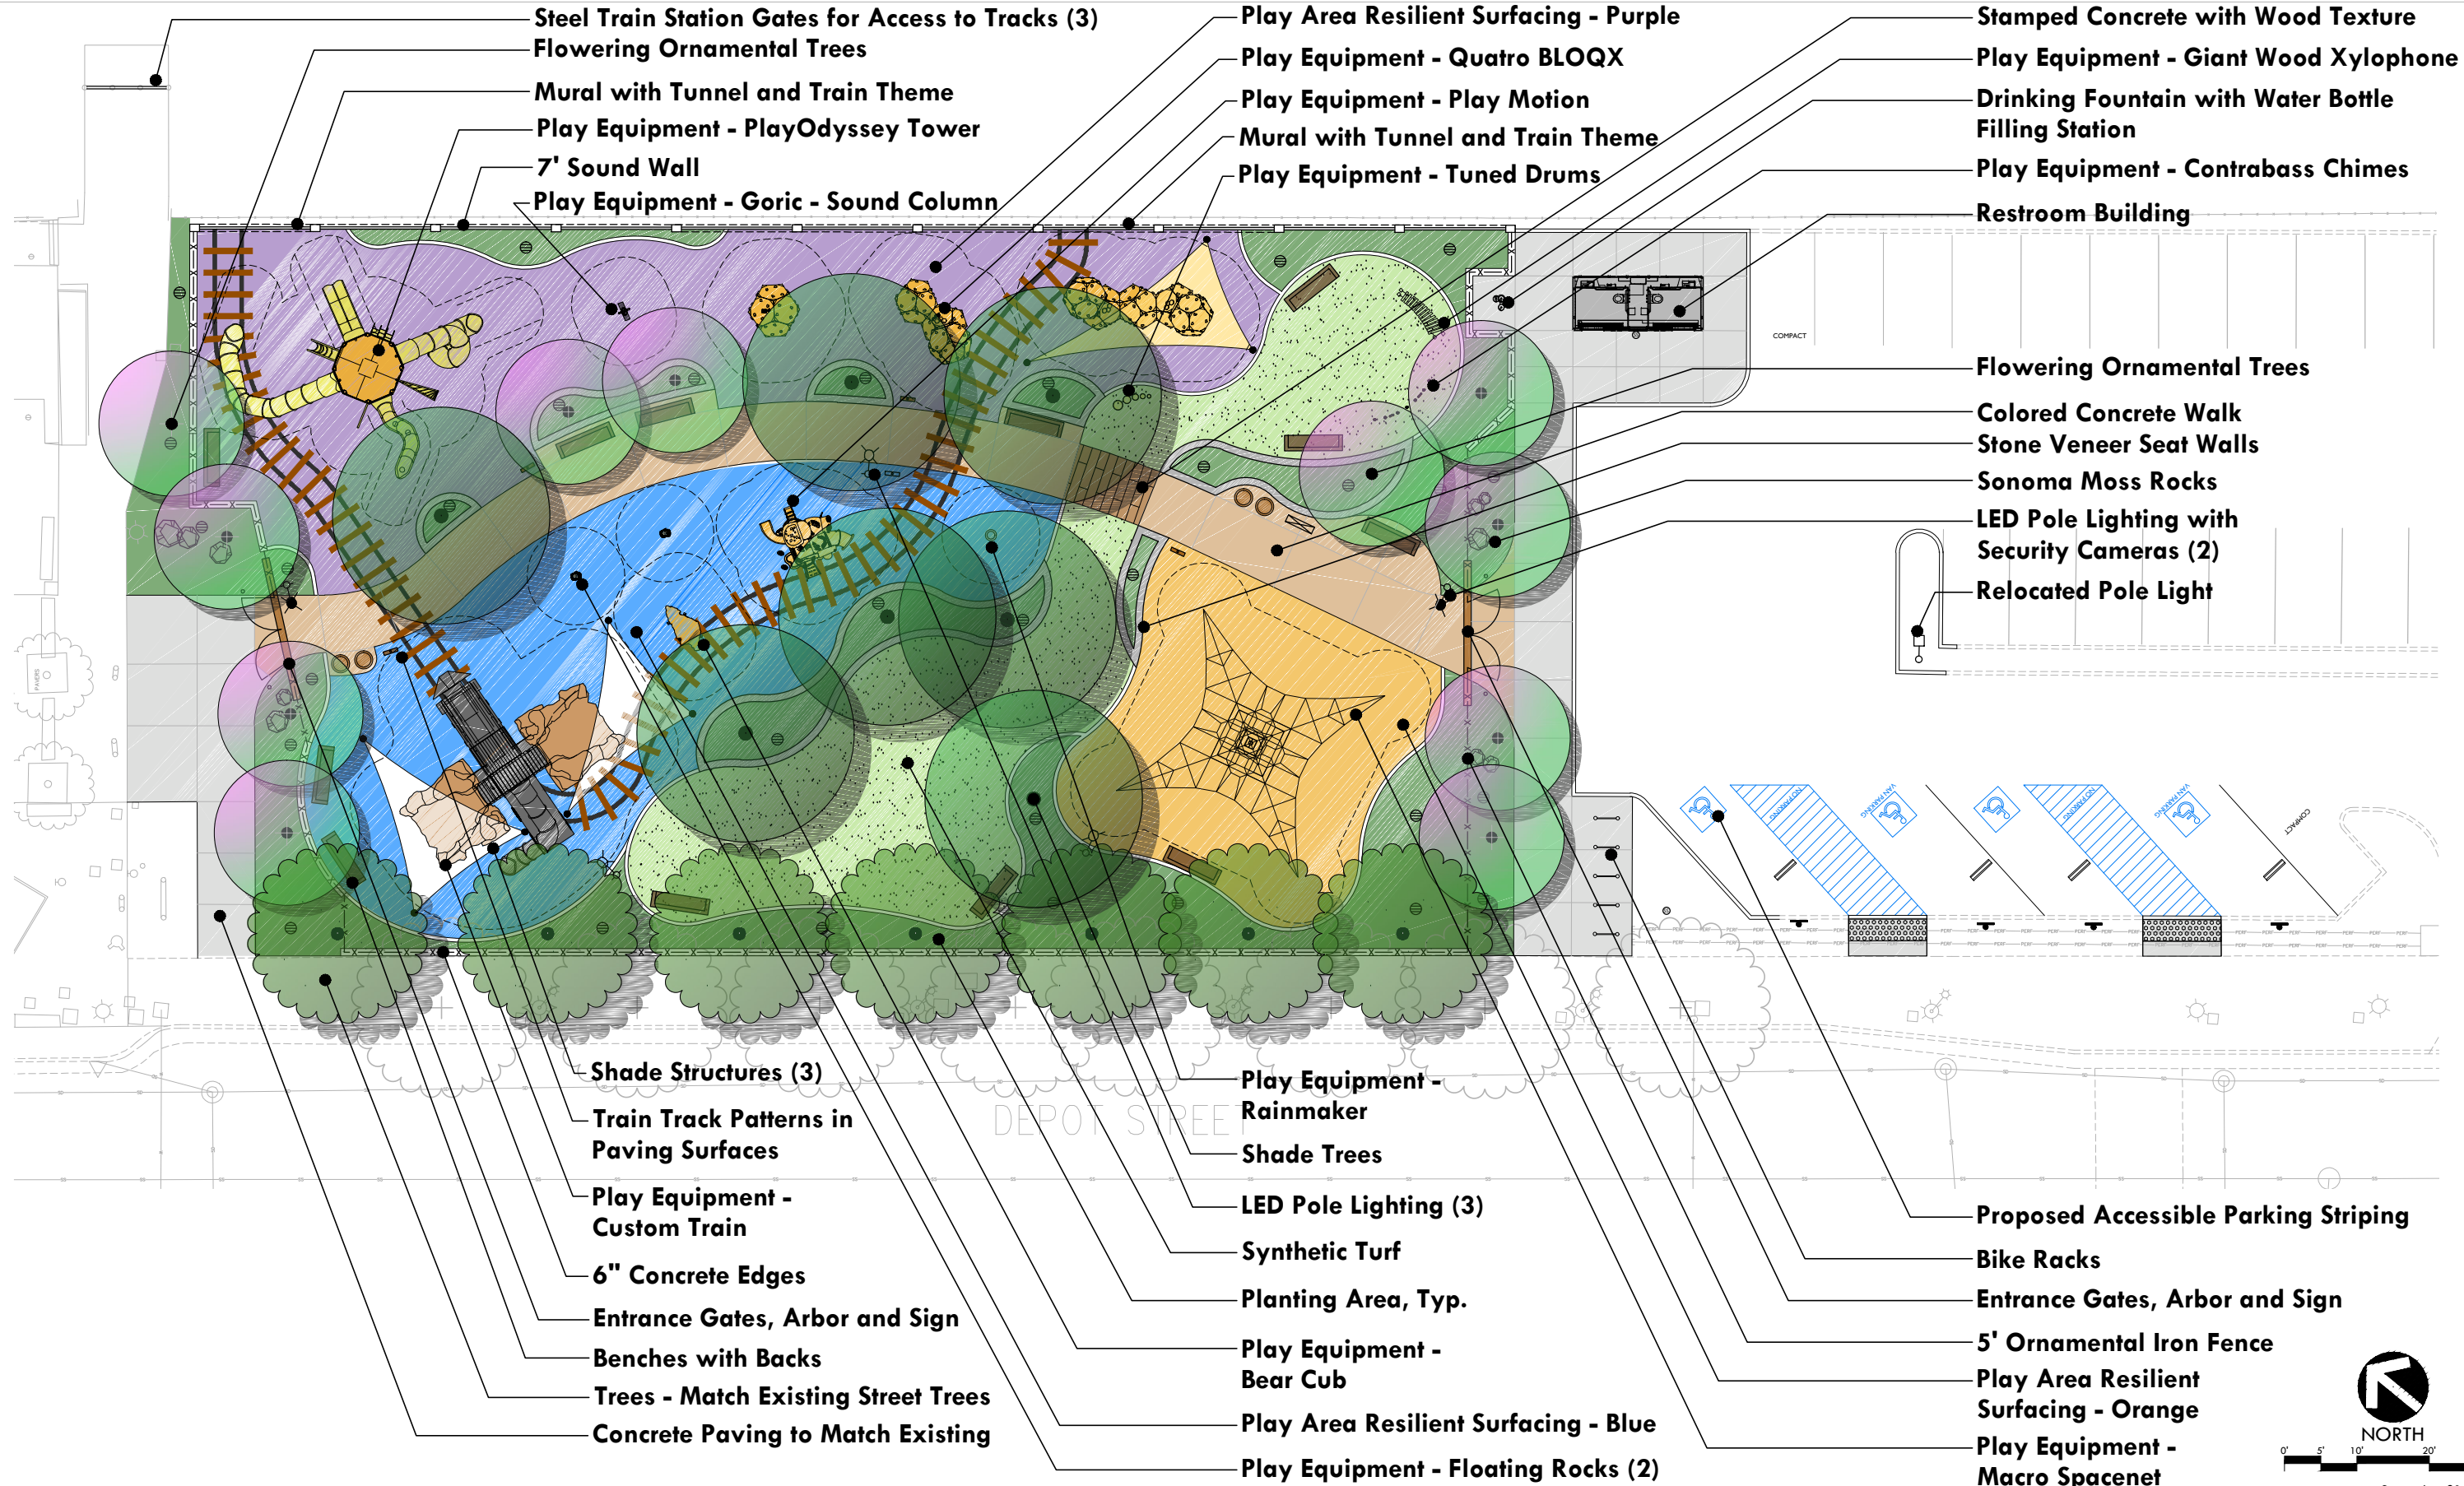 Steel Train Station Gates for Access to Tracks (3)
Flowering Ornamental Trees
Mural with Tunnel and Train Theme
Play Equipment - PlayOdyssey Tower
7' Sound Wall
Play Equipment - Goric - Sound Column
Play Area Resilient Surfacing - Purple
Play Equipment - Quatro BLOQX
Play Equipment - Play Motion
Mural with Tunnel and Train Theme
Play Equipment - Tuned Drums
Stamped Concrete with Wood Texture
Play Equipment - Giant Wood Xylophone
Drinking Fountain with Water Bottle
Filling Station
Play Equipment - Contrabass Chimes
Restroom Building
COMPACT
Flowering Ornamental Trees
Colored Concrete Walk
Stone Veneer Seat Walls
Sonoma Moss Rocks
LED Pole Lighting with
Security Cameras (2)
Relocated Pole Light
PAVERS
NO PARKING
VAN PARKING
NO PARKING
VAN PARKING
COMPACT
Shade Structures (3)
Train Track Patterns in
Paving Surfaces
Play Equipment -
Custom Train
6" Concrete Edges
Entrance Gates, Arbor and Sign
Benches with Backs
Trees - Match Existing Street Trees
Concrete Paving to Match Existing
DEPOT STREET
Play Equipment -
Rainmaker
Shade Trees
LED Pole Lighting (3)
Synthetic Turf
Planting Area, Typ.
Play Equipment -
Bear Cub
Play Area Resilient Surfacing - Blue
Play Equipment - Floating Rocks (2)
Proposed Accessible Parking Striping
Bike Racks
Entrance Gates, Arbor and Sign
5' Ornamental Iron Fence
Play Area Resilient
Surfacing - Orange
Play Equipment -
Macro Spacenet
NORTH
0' 5' 10' 20'